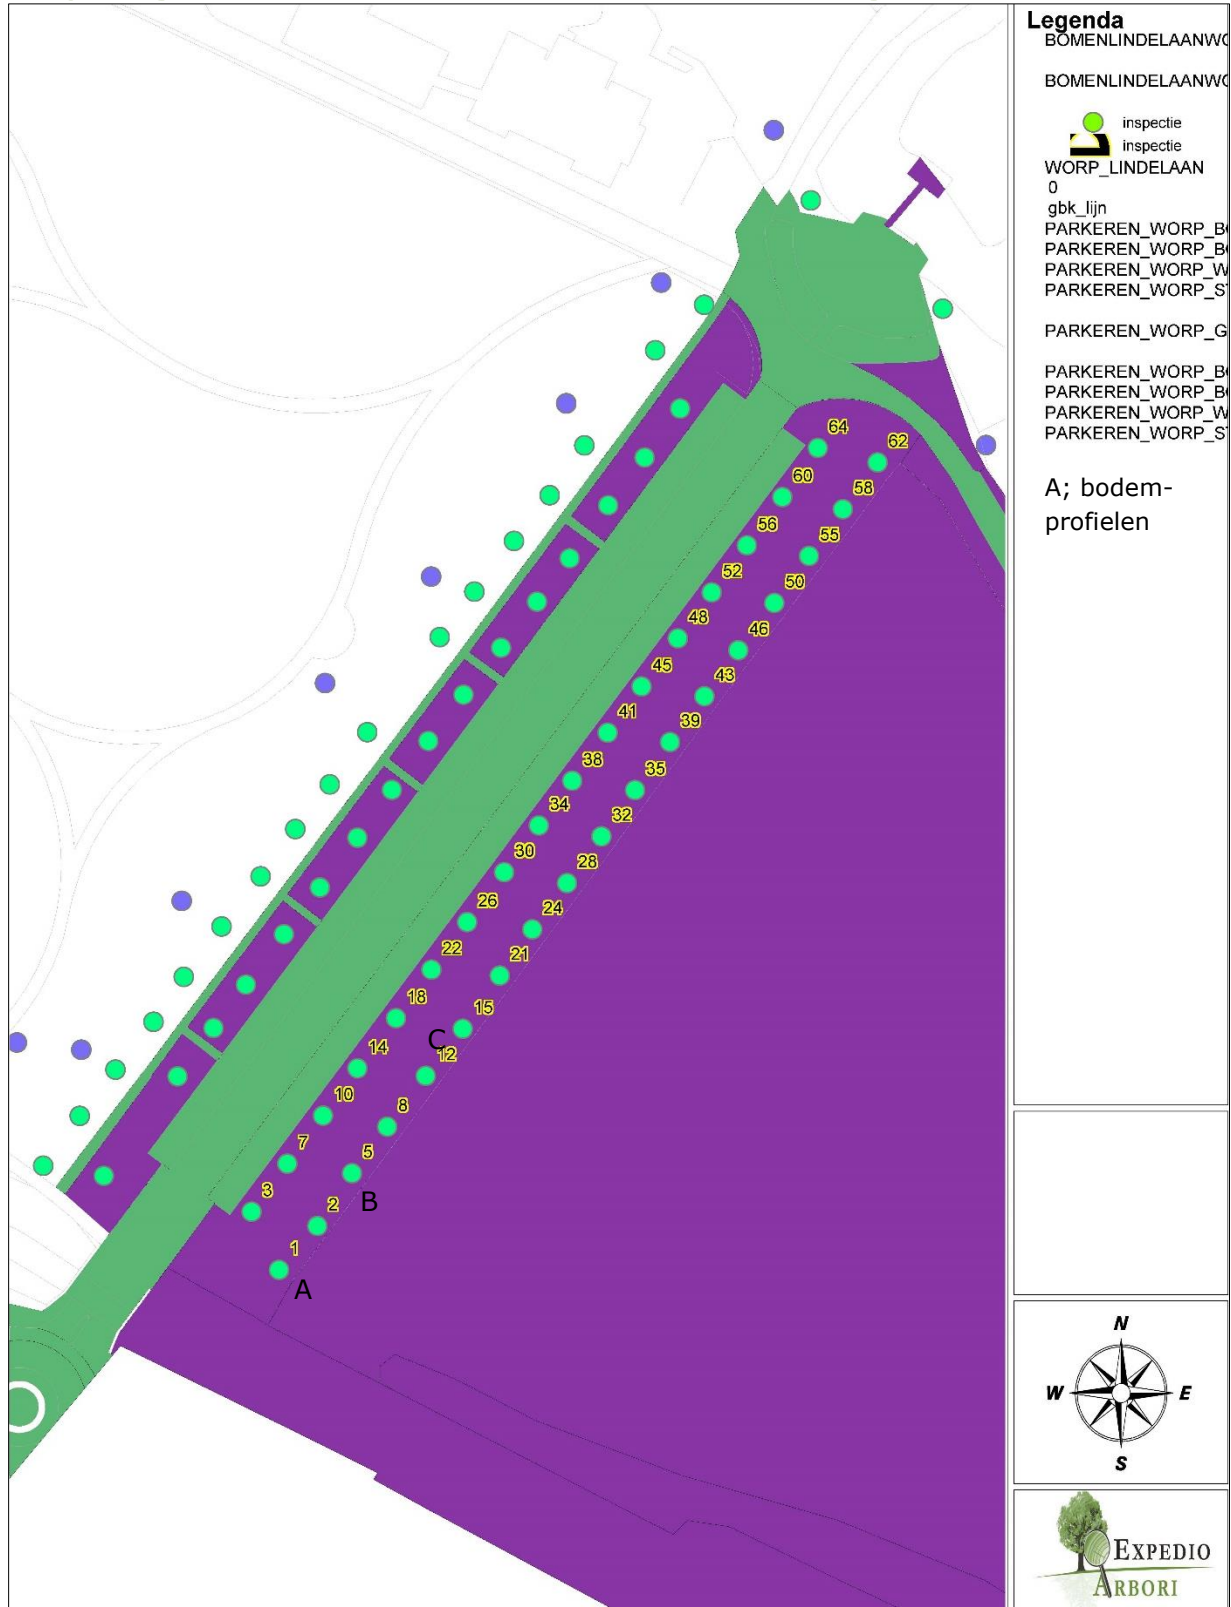 Legenda
BOMENLINDELAANW
BOMENLINDELAANW
inspectie
inspectie
WORP_LINDELAAN
0
gbk_lijn
PARKEREN_WORP_B
PARKEREN_WORP_B
PARKEREN_WORP_W
PARKEREN_WORP_S
PARKEREN_WORP_G
PARKEREN_WORP_B
PARKEREN_WORP_B
PARKEREN_WORP_W
PARKEREN_WORP_S
A; bodem-
profielen
64
62
60
58
56
55
52
50
48
46
45
43
41
39
38
35
34
32
30
28
26
24
22
21
18
15
C
12
14
10
8
7
5
B
3
2
1
A
N
W E
S
EXPEDIO
ARBORI